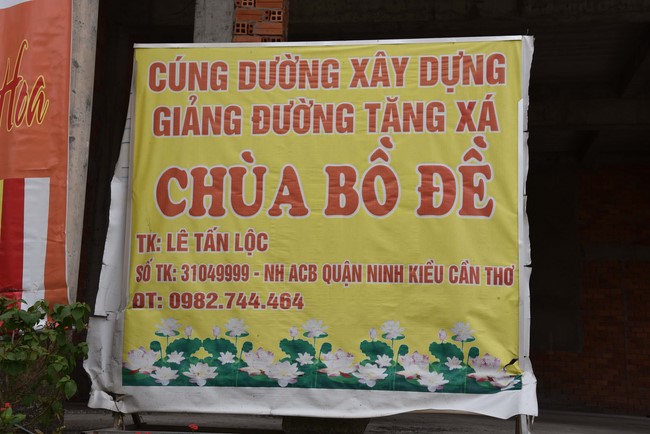 Hoa
CÚNG DƯỜNG XÂY DỰNG
GIẢNG ĐƯỜNG TĂNG XÁ
CHÙA BỒ ĐỀ
TK: LÊ TẤN LỘC
SỐ TK: 31049999 - NH ACB QUẬN NINH KIỀU CẦN THƠ
ĐT: 0982.744.464